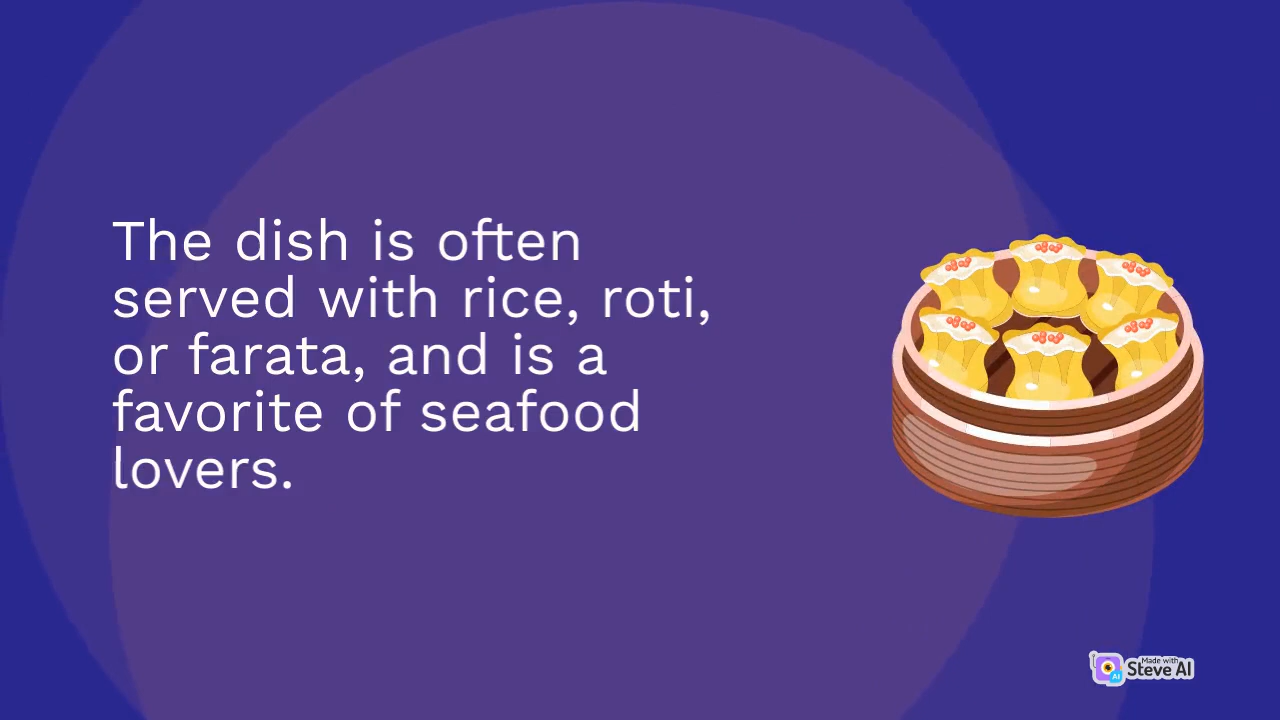 The dish is often
served with rice, roti,
or farata, and is a
favorite of seafood
lovers.
Made with
Steve AI
AI